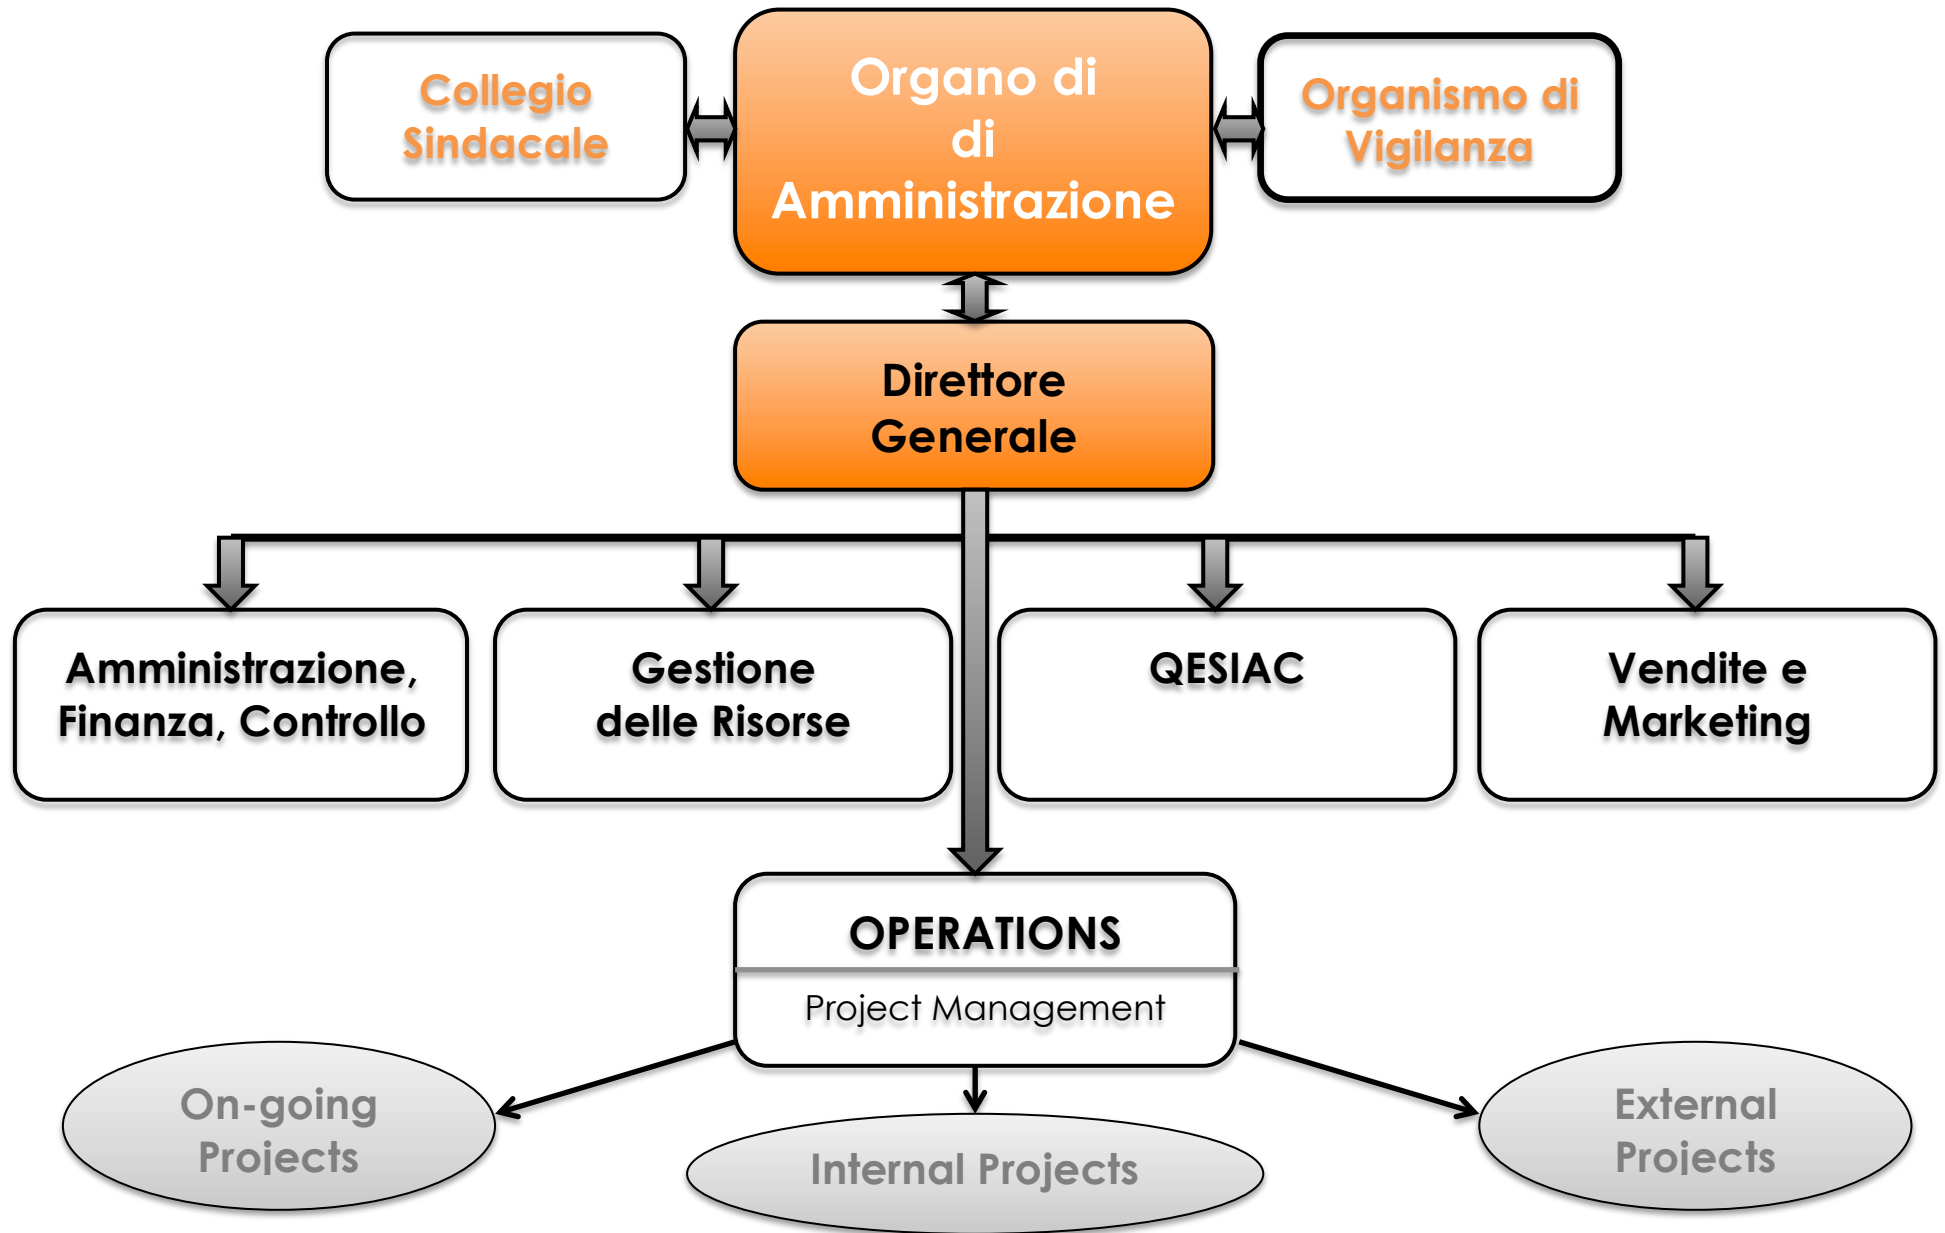 Collegio
Sindacale
Organo di
di
Amministrazione
Organismo di
Vigilanza
Direttore
Generale
Amministrazione,
Finanza, Controllo
Gestione
delle Risorse
QESIAC
Vendite e
Marketing
OPERATIONS
Project Management
On-going
Projects
Internal Projects
External
Projects